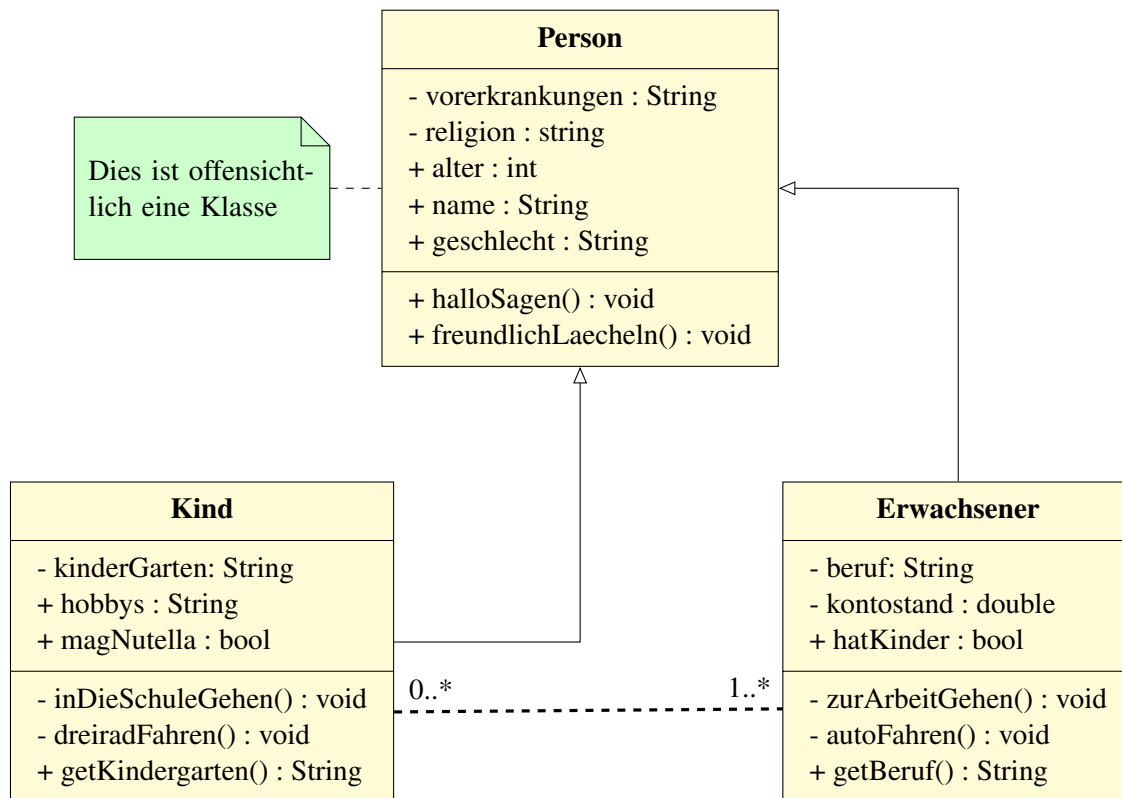 Person
- vorerkrankungen : String
- religion : string
+ alter : int
+ name : String
+ geschlecht : String
+ halloSagen() : void
+ freundlichLaecheln() : void
Dies ist offensicht-
lich eine Klasse
Kind
- kinderGarten: String
+ hobbys : String
+ magNutella : bool
- inDieSchuleGehen() : void
- dreiradFahren() : void
+ getKindergarten() : String
0..*
1..*
Erwachsener
- beruf: String
- kontostand : double
+ hatKinder : bool
- zurArbeitGehen() : void
- autoFahren() : void
+ getBeruf() : String